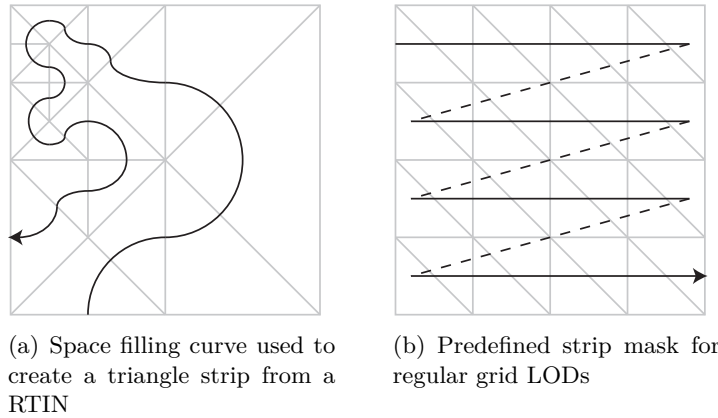 (a) Space filling curve used to
create a triangle strip from a
RTIN
(b) Predefined strip mask for
regular grid LODs